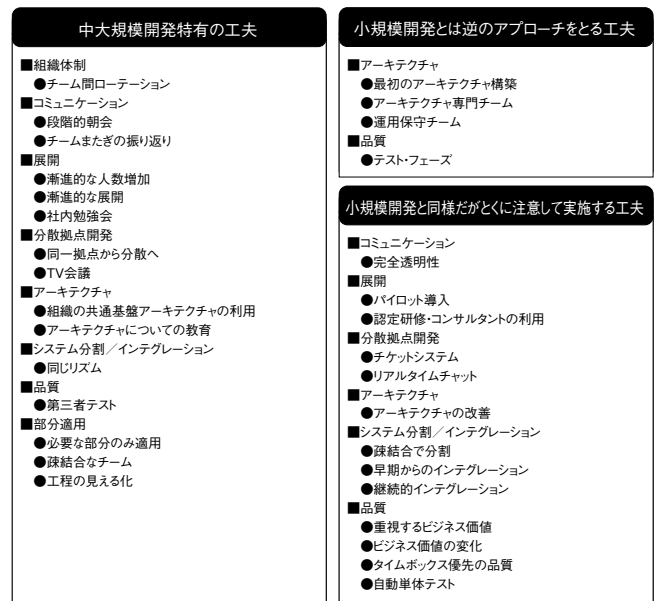 中大規模開発特有の工夫
■組織体制
●チーム間ローテーション
■コミュニケーション
●段階的朝会
●チームまたぎの振り返り
■展開
●漸進的な人数増加
●漸進的な展開
●社内勉強会
■分散拠点開発
●同一拠点から分散へ
●TV会議
■アーキテクチャ
●組織の共通基盤アーキテクチャの利用
●アーキテクチャについての教育
■システム分割／インテグレーション
●同じリズム
■品質
●第三者テスト
■部分適用
●必要な部分のみ適用
●疎結合なチーム
●工程の見える化
小規模開発とは逆のアプローチをとる工夫
■アーキテクチャ
●最初のアーキテクチャ構築
●アーキテクチャ専門チーム
●運用保守チーム
■品質
●テスト・フェーズ
小規模開発と同様だがとくに注意して実施する工夫
■コミュニケーション
●完全透明性
■展開
●パイロット導入
●認定研修・コンサルタントの利用
■分散拠点開発
●チケットシステム
●リアルタイムチャット
■アーキテクチャ
●アーキテクチャの改善
■システム分割／インテグレーション
●疎結合で分割
●早期からのインテグレーション
●継続的インテグレーション
■品質
●重視するビジネス価値
●ビジネス価値の変化
●タイムボックス優先の品質
●自動単体テスト